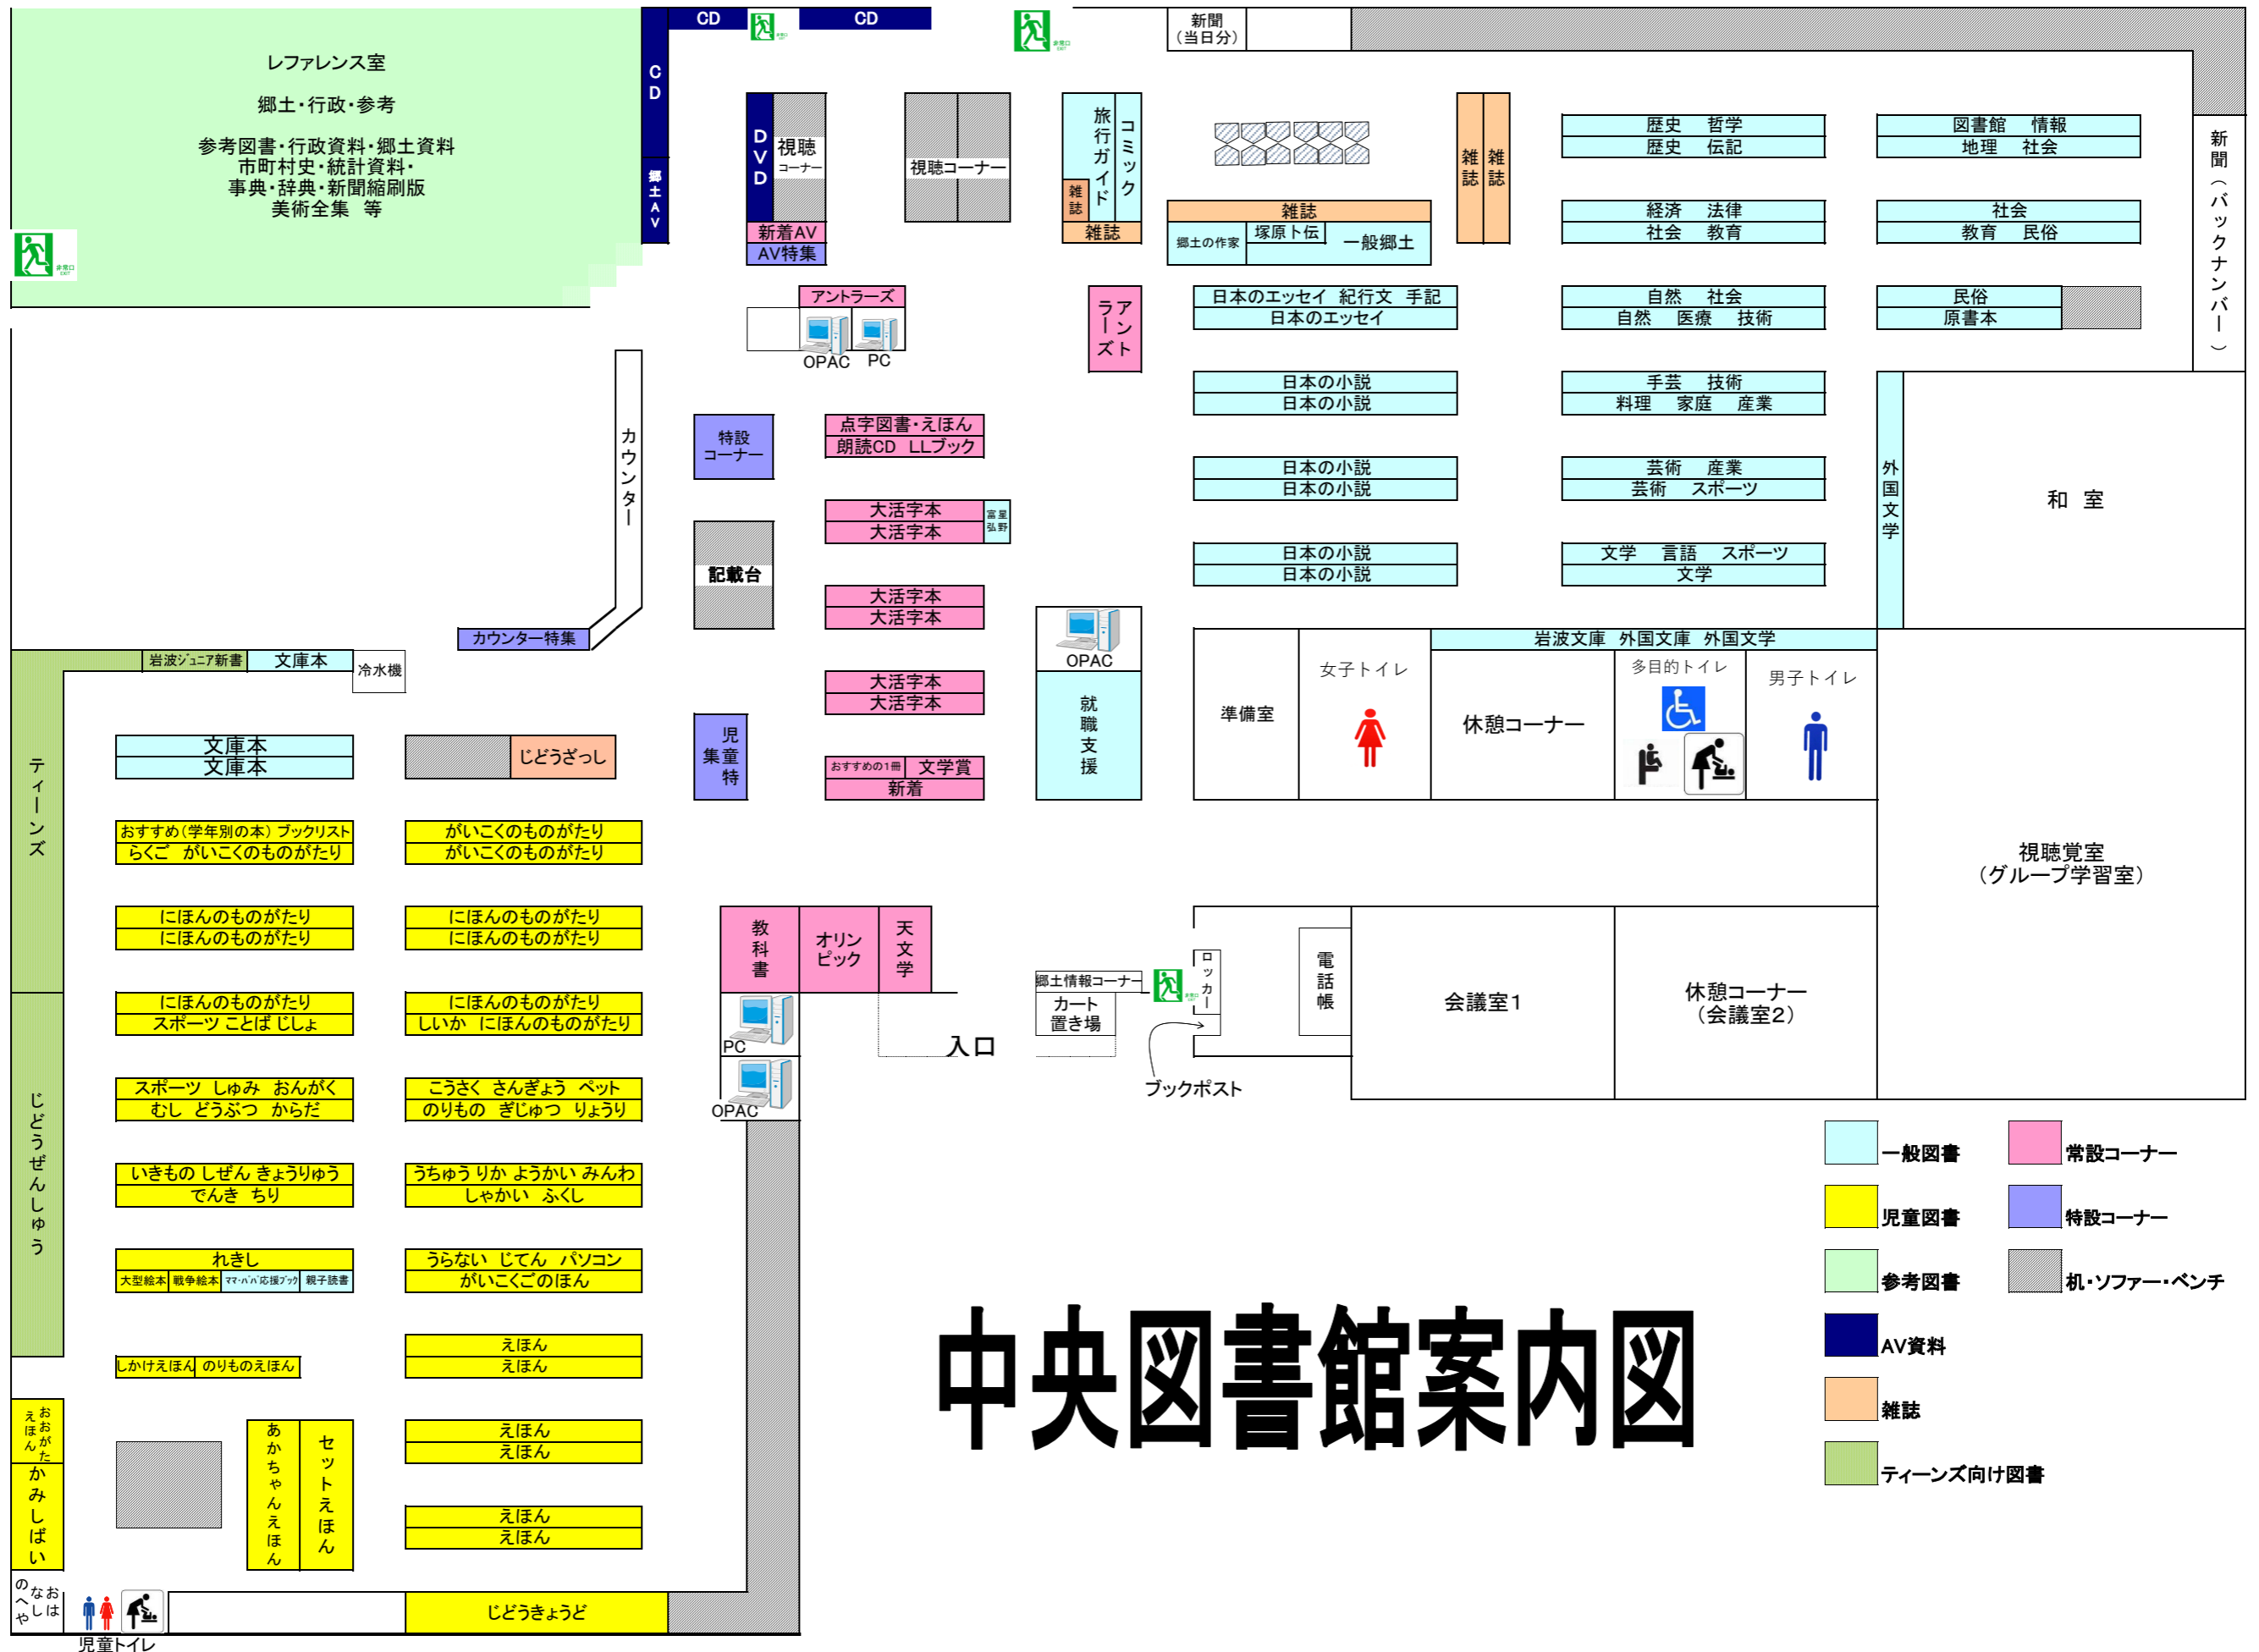 レファレンス室
郷土・行政・参考
参考図書・行政資料・郷土資料
市町村史・統計資料・
事典・辞典・新聞縮刷版
美術全集 等
CD
CD
CD
郷土AV
新聞
(当日分)
DVD
視聴
コーナー
視聴コーナー
新着AV
AV特集
旅行ガイド
コミック
雑誌
雑誌
雑誌
郷土の作家
塚原卜伝
一般郷土
雑誌
雑誌
歴史 哲学
歴史 伝記
図書館 情報
地理 社会
経済 法律
社会 教育
社会
教育 民俗
新聞(バックナンバー)
アントラーズ
OPAC
PC
アントラーズ
日本のエッセイ 紀行文 手記
日本のエッセイ
自然 社会
自然 医療 技術
民俗
原書本
カウンター
特設
コーナー
点字図書・えほん
朗読CD LLブック
日本の小説
日本の小説
手芸 技術
料理 家庭 産業
外国文学
和 室
大活字本
大活字本
富星
弘野
日本の小説
日本の小説
芸術 産業
芸術 スポーツ
記載台
日本の小説
日本の小説
文学 言語 スポーツ
文学
大活字本
大活字本
カウンター特集
OPAC
就職支援
岩波文庫 外国文庫 外国文学
準備室
女子トイレ
休憩コーナー
多目的トイレ
男子トイレ
岩波ジュニア新書
文庫本
冷水機
大活字本
大活字本
児童特集
おすすめの1冊
文学賞
新着
ティーンズ
文庫本
文庫本
じどうざっし
おすすめ(学年別の本) ブックリスト
らくご がいこくのものがたり
がいこくのものがたり
がいこくのものがたり
視聴覚室
(グループ学習室)
にほんのものがたり
にほんのものがたり
にほんのものがたり
にほんのものがたり
教科書
オリン
ピック
天文学
郷土情報コーナー
カート
置き場
ロッカー
電話帳
会議室1
休憩コーナー
(会議室2)
にほんのものがたり
スポーツ ことば じしょ
にほんのものがたり
しいか にほんのものがたり
PC
入口
ブックポスト
OPAC
じどうぜんしゅう
スポーツ しゅみ おんがく
むし どうぶつ からだ
こうさく さんぎょう ペット
のりもの ぎじゅつ りょうり
いきもの しぜん きょうりゅう
でんき ちり
うちゅう りか ようかい みんわ
しゃかい ふくし
れきし
大型絵本
戦争絵本
ママ・パパ応援ブック
親子読書
うらない じてん パソコン
がいこくごのほん
えほん
えほん
しかけえほん
のりものえほん
おおがた
えほん
かみしばい
あかちゃんえほん
セットえほん
えほん
えほん
えほん
えほん
おはなしのへや
児童トイレ
じどうきょうど
中央図書館案内図
一般図書
常設コーナー
児童図書
特設コーナー
参考図書
机・ソファー・ベンチ
AV資料
雑誌
ティーンズ向け図書